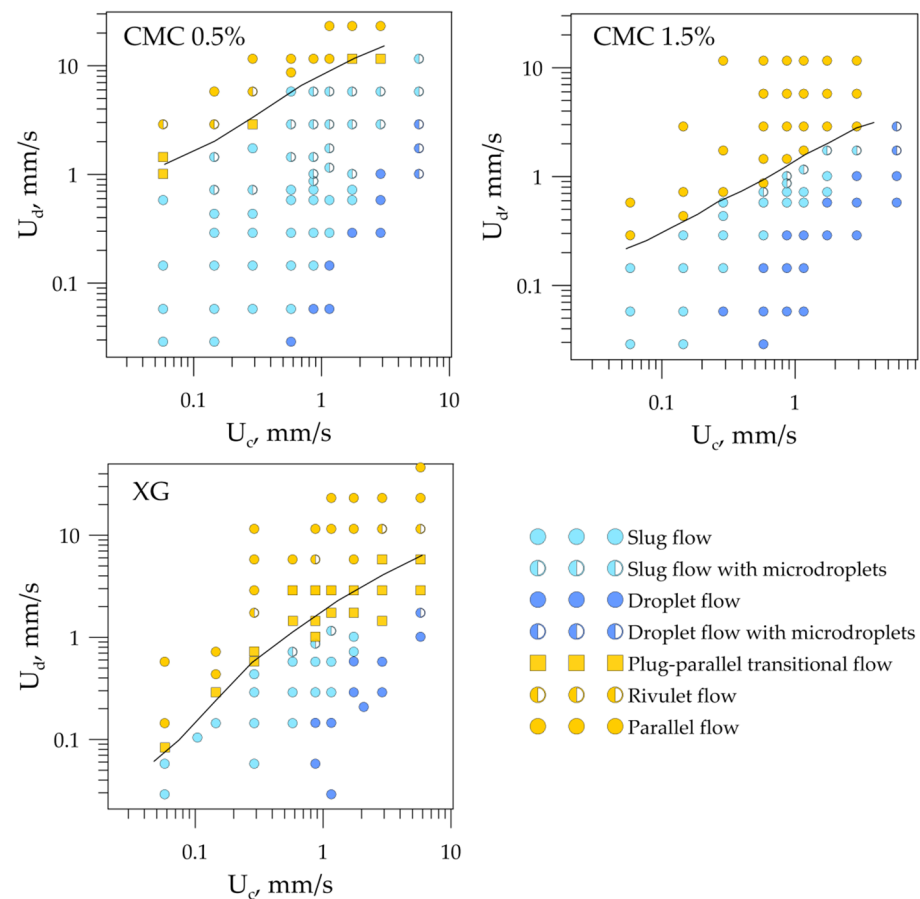 CMC 0.5%
10
1
0.1
U_d, mm/s
0.1 1 10
U_c, mm/s
CMC 1.5%
10
1
0.1
U_d, mm/s
0.1 1
U_c, mm/s
XG
10
1
0.1
U_d, mm/s
0.1 1 10
U_c, mm/s
Slug flow
Slug flow with microdroplets
Droplet flow
Droplet flow with microdroplets
Plug-parallel transitional flow
Rivulet flow
Parallel flow